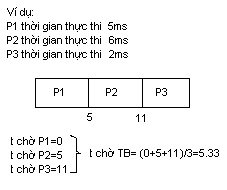 Ví dụ:
P1 thời gian thực thi 5ms
P2 thời gian thực thi 6ms
P3 thời gian thực thi 2ms
P1 P2 P3
5 11
t chờ P1=0
t chờ P2=5
t chờ P3=11
t chờ TB= (0+5+11)/3=5.33